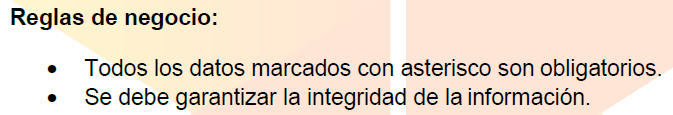 Reglas de negocio:
• Todos los datos marcados con asterisco son obligatorios.
• Se debe garantizar la integridad de la información.